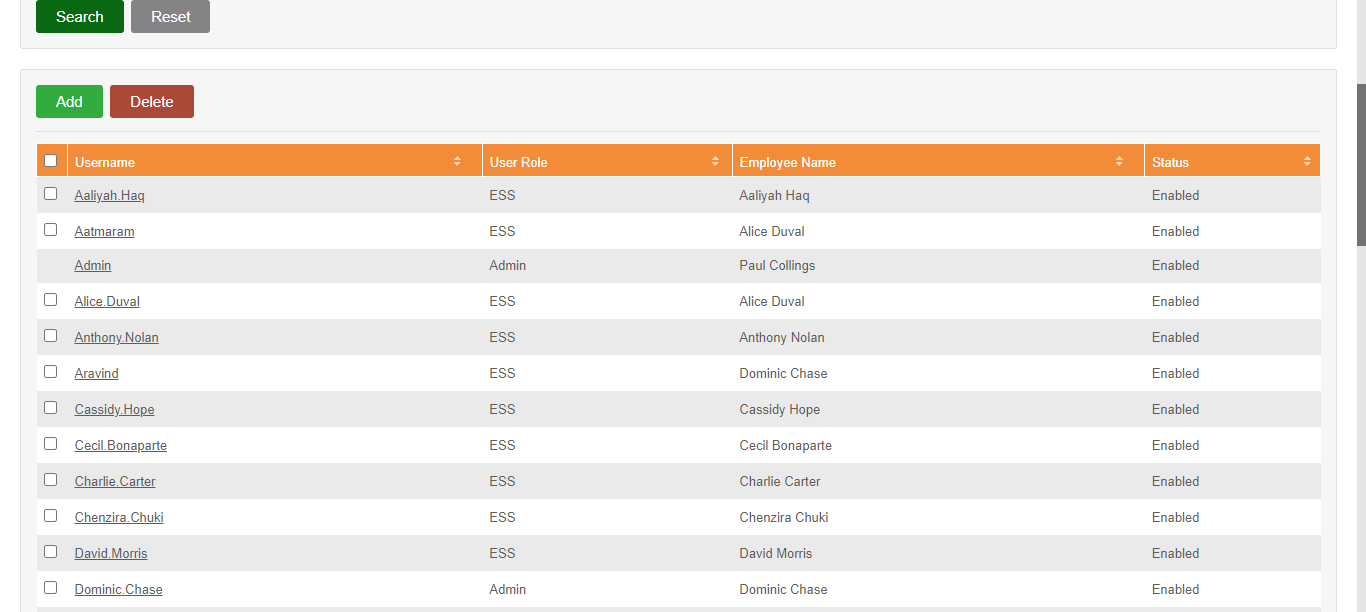 Search Reset
Add Delete
Username User Role Employee Name Status
Aaliyah.Haq ESS Aaliyah Haq Enabled
Aatmaram ESS Alice Duval Enabled
Admin Admin Paul Collings Enabled
Alice.Duval ESS Alice Duval Enabled
Anthony.Nolan ESS Anthony Nolan Enabled
Aravind ESS Dominic Chase Enabled
Cassidy.Hope ESS Cassidy Hope Enabled
Cecil.Bonaparte ESS Cecil Bonaparte Enabled
Charlie.Carter ESS Charlie Carter Enabled
Chenzira.Chuki ESS Chenzira Chuki Enabled
David.Morris ESS David Morris Enabled
Dominic.Chase Admin Dominic Chase Enabled